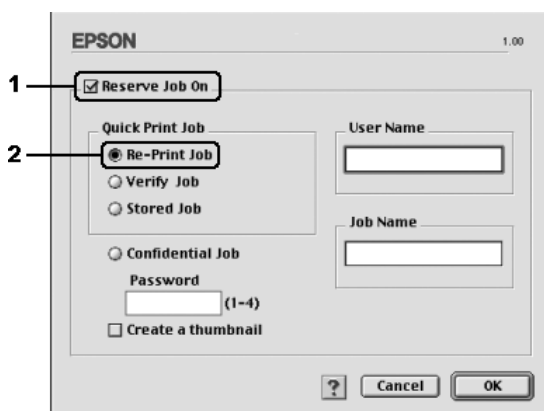 EPSON
1.00
1
Reserve Job On
Quick Print Job
2
Re-Print Job
Verify Job
Stored Job
Confidential Job
Password
(1-4)
Create a thumbnail
User Name
Job Name
?
Cancel
OK